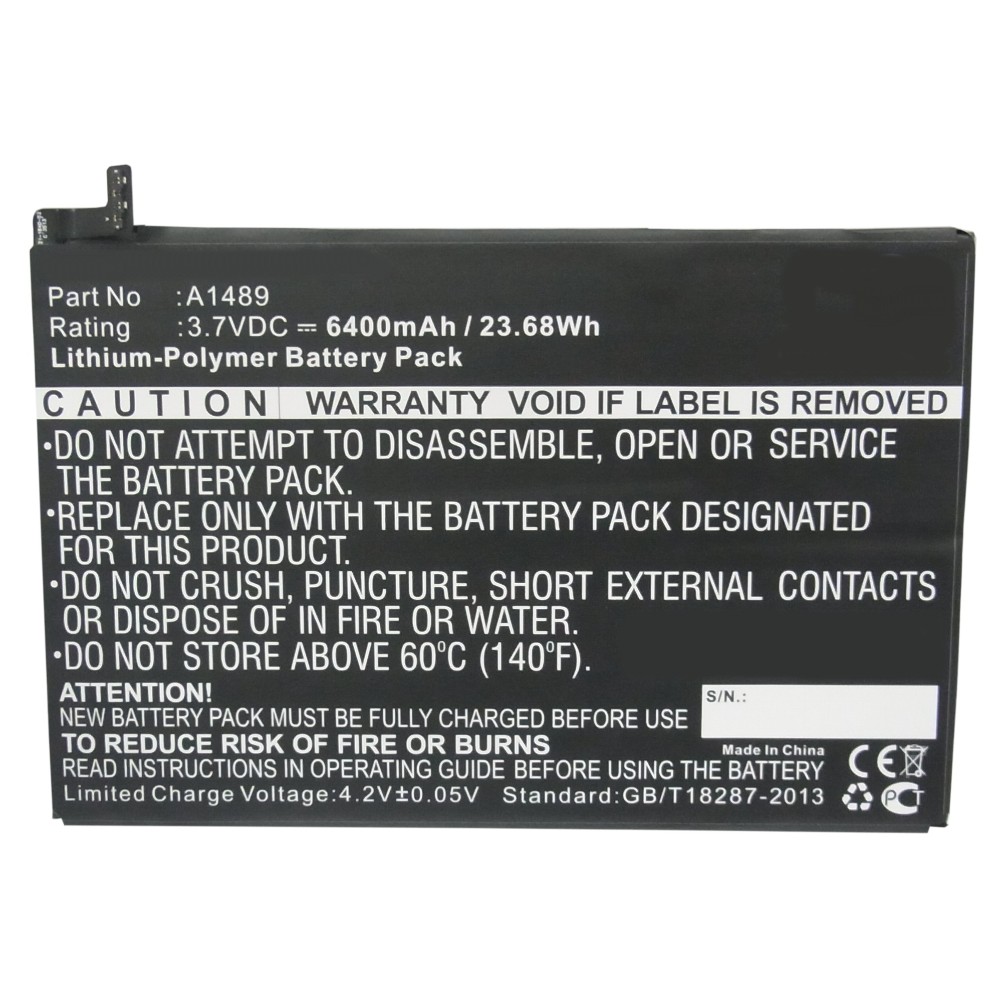 Part No :A1489
Rating :3.7VDC ⎓ 6400mAh / 23.68Wh
Lithium-Polymer Battery Pack
CAUTION WARRANTY VOID IF LABEL IS REMOVED
•DO NOT ATTEMPT TO DISASSEMBLE, OPEN OR SERVICE
THE BATTERY PACK.
•REPLACE ONLY WITH THE BATTERY PACK DESIGNATED
FOR THIS PRODUCT.
•DO NOT CRUSH, PUNCTURE, SHORT EXTERNAL CONTACTS
OR DISPOSE OF IN FIRE OR WATER.
•DO NOT STORE ABOVE 60°C (140°F).
ATTENTION!
NEW BATTERY PACK MUST BE FULLY CHARGED BEFORE USE
S/N.:
TO REDUCE RISK OF FIRE OR BURNS
Made In China
READ INSTRUCTIONS IN OPERATING GUIDE BEFORE USING THE BATTERY
Limited Charge Voltage:4.2V±0.05V Standard:GB/T18287-2013
CE
PCT